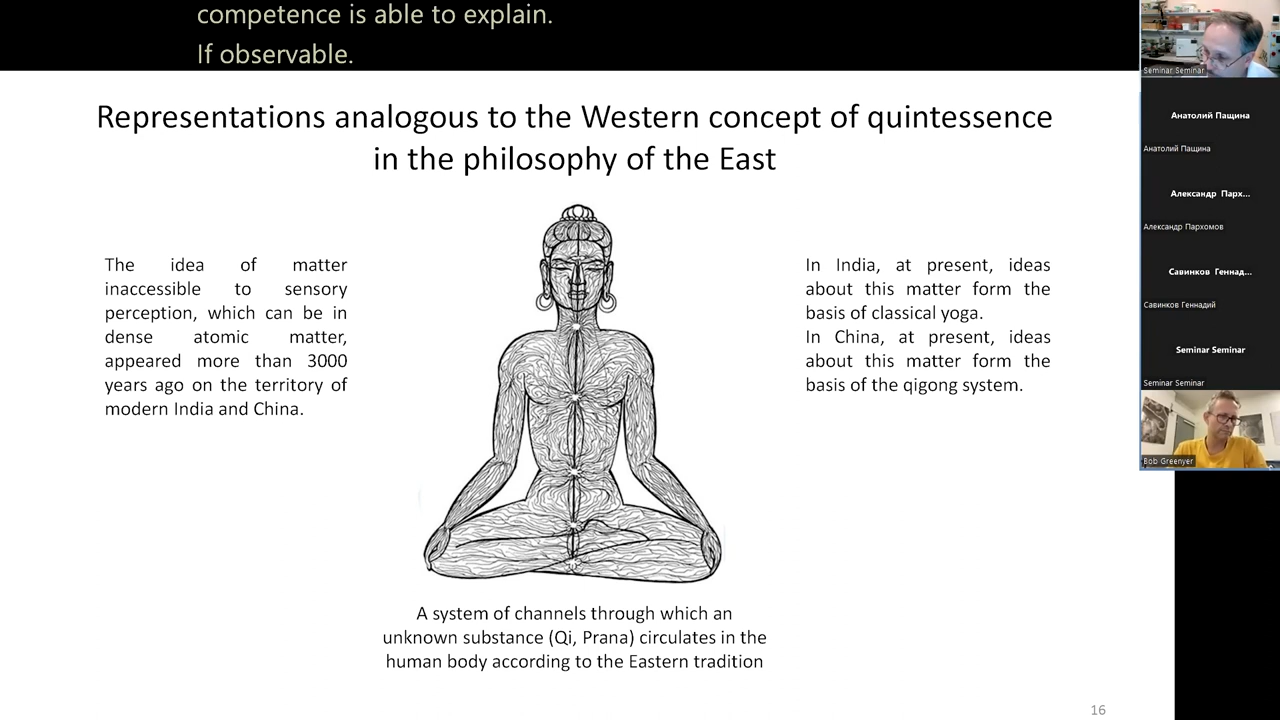 competence is able to explain.
If observable.
Representations analogous to the Western concept of quintessence
in the philosophy of the East
The idea of matter
inaccessible to sensory
perception, which can be in
dense atomic matter,
appeared more than 3000
years ago on the territory of
modern India and China.
In India, at present, ideas
about this matter form the
basis of classical yoga.
In China, at present, ideas
about this matter form the
basis of the qigong system.
A system of channels through which an
unknown substance (Qi, Prana) circulates in the
human body according to the Eastern tradition
16
Seminar Seminar
Анатолий Пащина
Анатолий Пащина
Александр Парх...
Александр Пархомов
Савинков Геннад...
Савинков Геннадий
Seminar Seminar
Seminar Seminar
Bob Greenyer